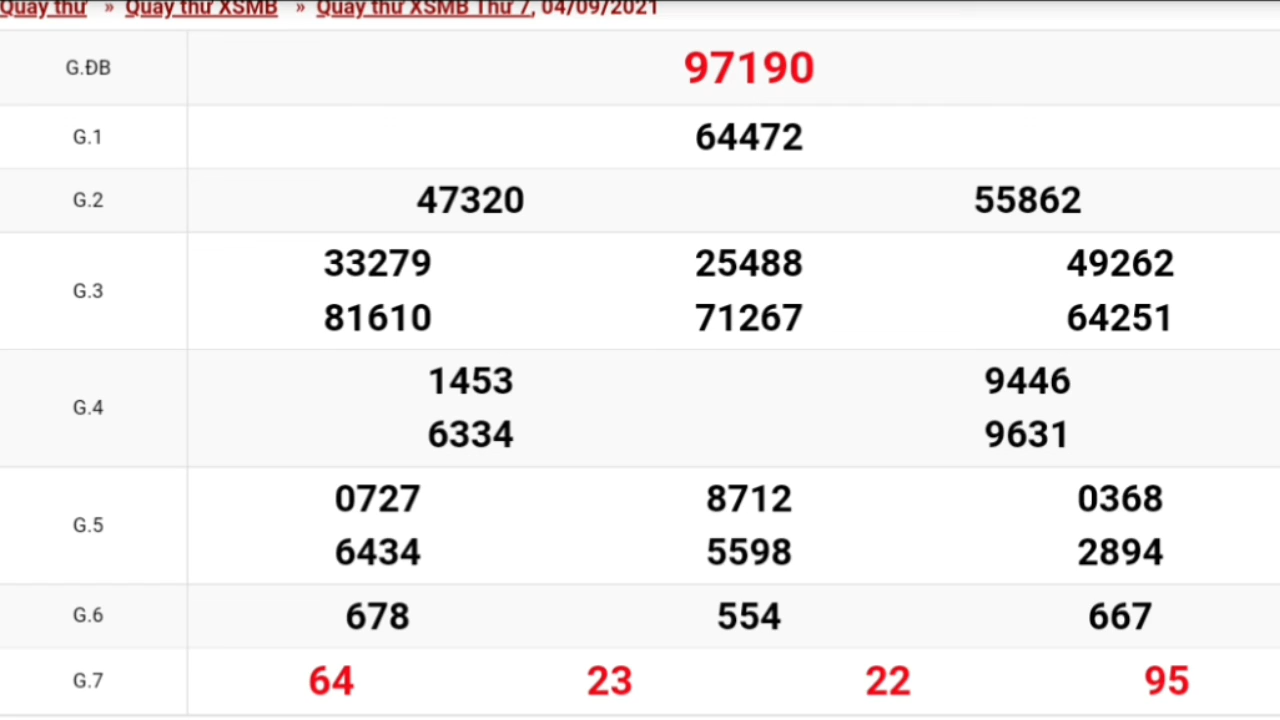 Quay thử » Quay thử XSMB » Quay thử XSMB Thứ 7, 04/09/2021
G.ĐB 97190
G.1 64472
G.2 47320 55862
G.3 33279 25488 49262
81610 71267 64251
G.4 1453 9446
6334 9631
G.5 0727 8712 0368
6434 5598 2894
G.6 678 554 667
G.7 64 23 22 95